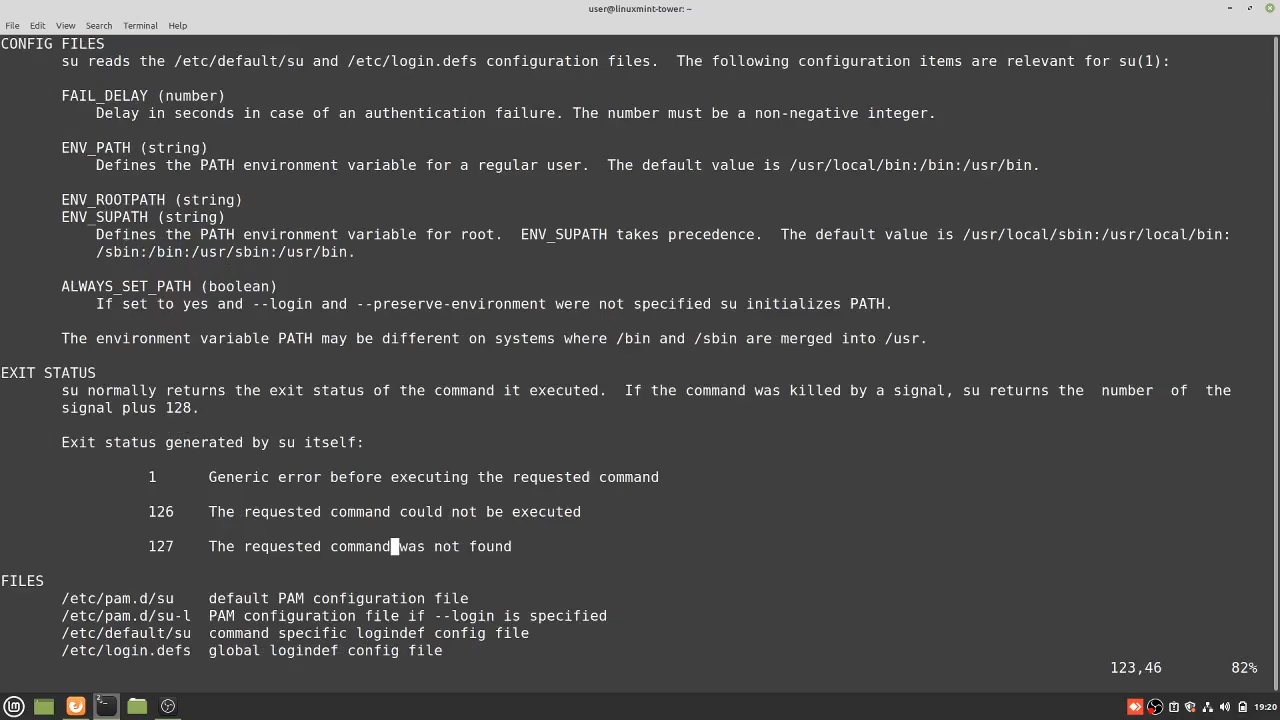 user@linuxmint-tower: ~
File Edit View Search Terminal Help
CONFIG FILES
su reads the /etc/default/su and /etc/login.defs configuration files.  The following configuration items are relevant for su(1):
FAIL_DELAY (number)
Delay in seconds in case of an authentication failure. The number must be a non-negative integer.
ENV_PATH (string)
Defines the PATH environment variable for a regular user.  The default value is /usr/local/bin:/bin:/usr/bin.
ENV_ROOTPATH (string)
ENV_SUPATH (string)
Defines the PATH environment variable for root.  ENV_SUPATH takes precedence.  The default value is /usr/local/sbin:/usr/local/bin:
/sbin:/bin:/usr/sbin:/usr/bin.
ALWAYS_SET_PATH (boolean)
If set to yes and --login and --preserve-environment were not specified su initializes PATH.
The environment variable PATH may be different on systems where /bin and /sbin are merged into /usr.
EXIT STATUS
su normally returns the exit status of the command it executed.  If the command was killed by a signal, su returns the  number  of  the
signal plus 128.
Exit status generated by su itself:
1 Generic error before executing the requested command
126 The requested command could not be executed
127 The requested command was not found
FILES
/etc/pam.d/su default PAM configuration file
/etc/pam.d/su-l PAM configuration file if --login is specified
/etc/default/su command specific logindef config file
/etc/login.defs global logindef config file
123,46 82%
2 19:20